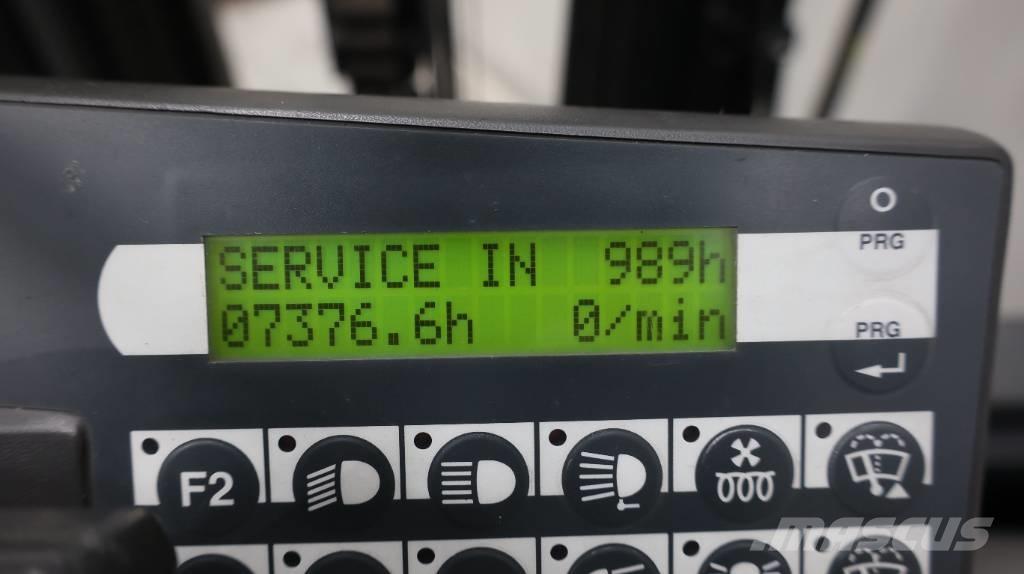 SERVICE IN 989h
07376.6h 0/min
O
PRG
PRG
F2
MASCUS